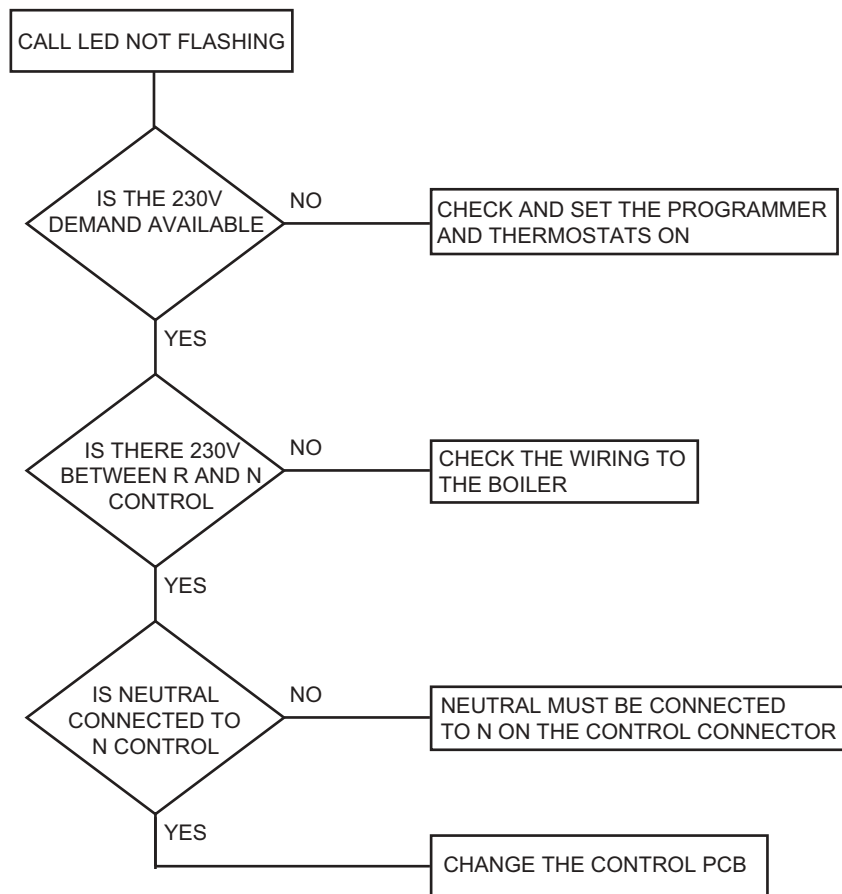 CALL LED NOT FLASHING
IS THE 230V
DEMAND AVAILABLE
NO
CHECK AND SET THE PROGRAMMER
AND THERMOSTATS ON
YES
IS THERE 230V
BETWEEN R AND N
CONTROL
NO
CHECK THE WIRING TO
THE BOILER
YES
IS NEUTRAL
CONNECTED TO
N CONTROL
NO
NEUTRAL MUST BE CONNECTED
TO N ON THE CONTROL CONNECTOR
YES
CHANGE THE CONTROL PCB